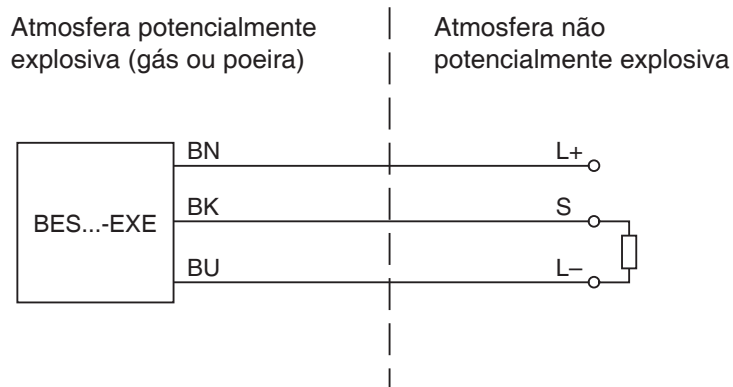 Atmosfera potencialmente
explosiva (gás ou poeira)
Atmosfera não
potencialmente explosiva
BN
L+
BES...-EXE
BK
S
BU
L–